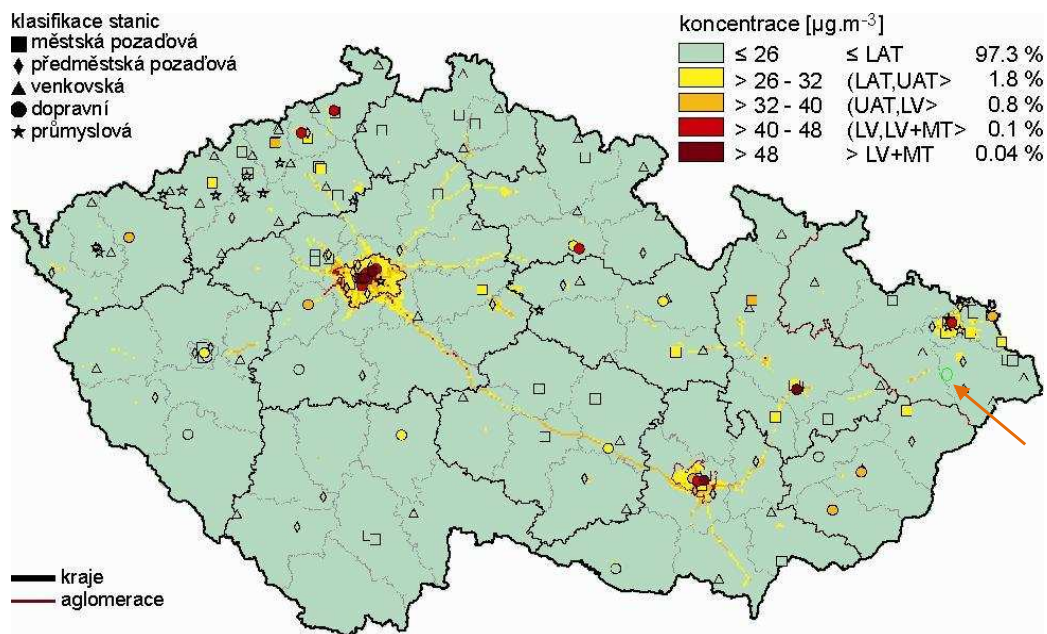 klasifikace stanic
městská pozaďová
předměstská pozaďová
venkovská
dopravní
průmyslová
koncentrace [µg.m-3]
≤ 26 ≤ LAT 97.3 %
> 26 - 32 (LAT,UAT> 1.8 %
> 32 - 40 (UAT,LV> 0.8 %
> 40 - 48 (LV,LV+MT> 0.1 %
> 48 > LV+MT 0.04 %
kraje
aglomerace